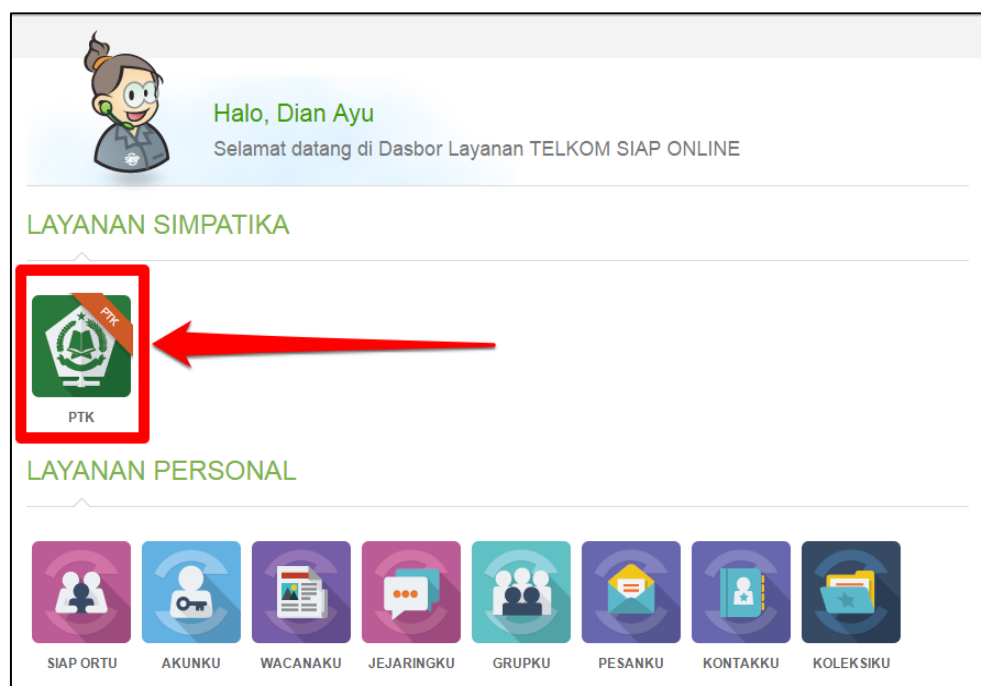 Halo, Dian Ayu
Selamat datang di Dasbor Layanan TELKOM SIAP ONLINE
LAYANAN SIMPATIKA
PTK
PTK
LAYANAN PERSONAL
SIAP ORTU AKUNKU WACANAKU JEJARINGKU GRUPKU PESANKU KONTAKKU KOLEKSIKU